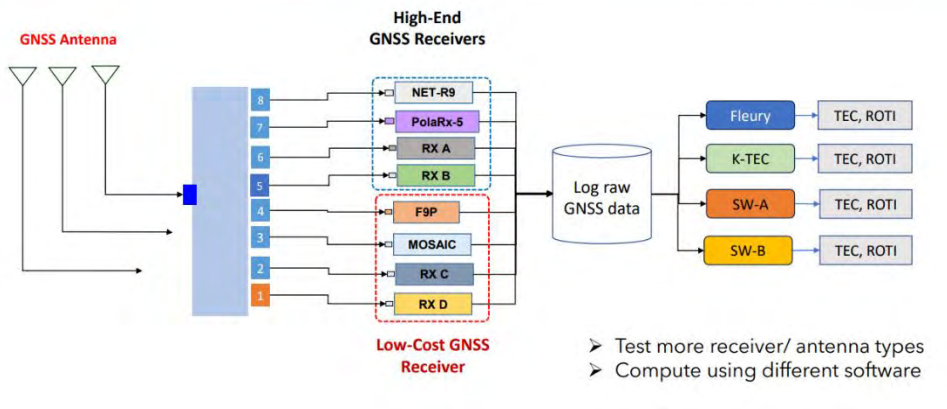 High-End
GNSS Receivers
GNSS Antenna
8
7
6
5
4
3
2
1
NET-R9
PolaRx-5
RX A
RX B
F9P
MOSAIC
RX C
RX D
Low-Cost GNSS
Receiver
Log raw
GNSS data
Fleury
TEC, ROTI
K-TEC
TEC, ROTI
SW-A
TEC, ROTI
SW-B
TEC, ROTI
➤ Test more receiver/ antenna types
➤ Compute using different software